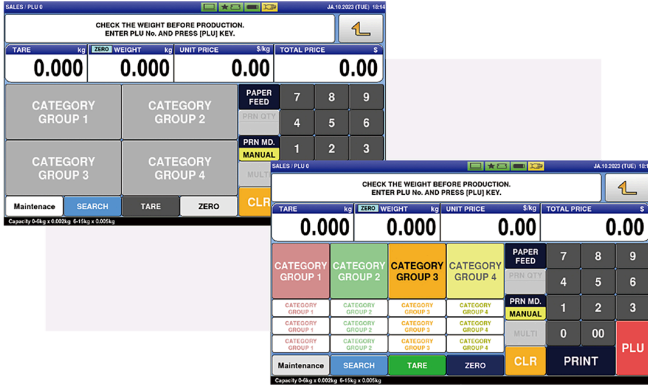 SALES / PLU 0 JA.10.2023 (TUE) 18:14
CHECK THE WEIGHT BEFORE PRODUCTION.
ENTER PLU No. AND PRESS [PLU] KEY.
TARE kg ZERO WEIGHT kg UNIT PRICE $/kg TOTAL PRICE $
0.000 0.000 0.00 0.00
CATEGORY GROUP 1
CATEGORY GROUP 2
PAPER FEED
7 8 9
PRN QTY
4 5 6
CATEGORY GROUP 3
CATEGORY GROUP 4
PRN MD.
MANUAL
1 2 3
MULTI
Maintenace SEARCH TARE ZERO CLR
Capacity 0-6kg x 0.002kg 6-15kg x 0.005kg
SALES / PLU 0 JA.10.2023 (TUE) 18:1
CHECK THE WEIGHT BEFORE PRODUCTION.
ENTER PLU No. AND PRESS [PLU] KEY.
TARE kg ZERO WEIGHT kg UNIT PRICE $/kg TOTAL PRICE $
0.000 0.000 0.00 0.00
CATEGORY GROUP 1
CATEGORY GROUP 2
CATEGORY GROUP 3
CATEGORY GROUP 4
PAPER FEED
7 8 9
PRN QTY
4 5 6
CATEGORY GROUP 1
CATEGORY GROUP 2
CATEGORY GROUP 3
CATEGORY GROUP 4
PRN MD.
MANUAL
1 2 3
CATEGORY GROUP 1
CATEGORY GROUP 2
CATEGORY GROUP 3
CATEGORY GROUP 4
CATEGORY GROUP 1
CATEGORY GROUP 2
CATEGORY GROUP 3
CATEGORY GROUP 4
MULTI
0 00
PLU
Maintenance SEARCH TARE ZERO CLR PRINT
Capacity 0-6kg x 0.002kg 6-15kg x 0.005kg